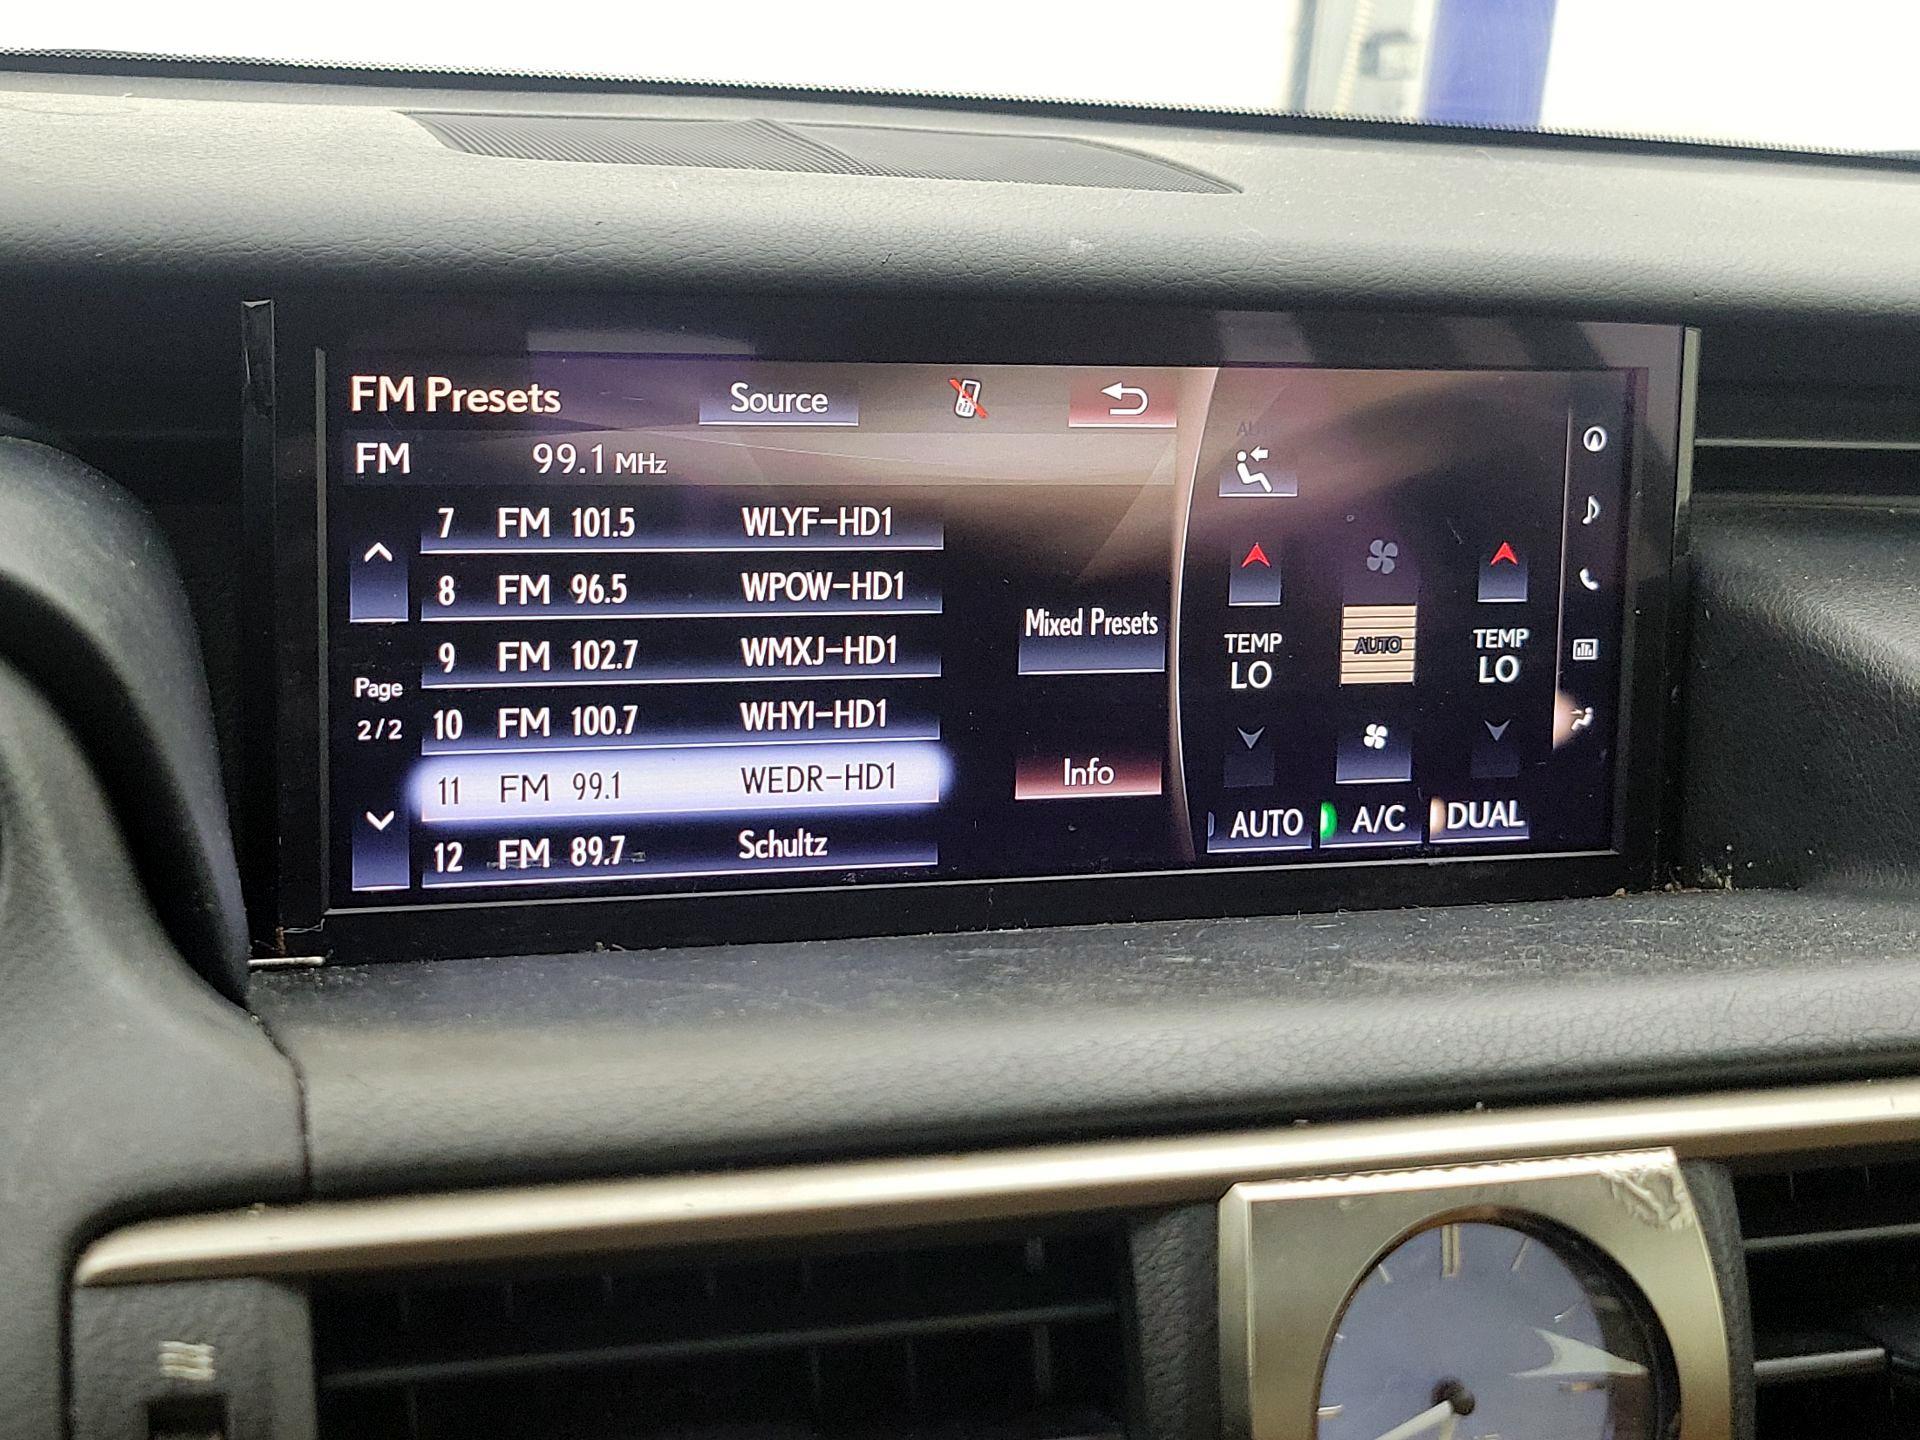 FM Presets Source
FM 99.1 MHz
7 FM 101.5 WLYF-HD1
8 FM 96.5 WPOW-HD1
9 FM 102.7 WMXJ-HD1
10 FM 100.7 WHYI-HD1
11 FM 99.1 WEDR-HD1
12 FM 89.7 Schultz
Page
2/2
Mixed Presets
Info
TEMP
LO
AUTO
TEMP
LO
AUTO A/C DUAL